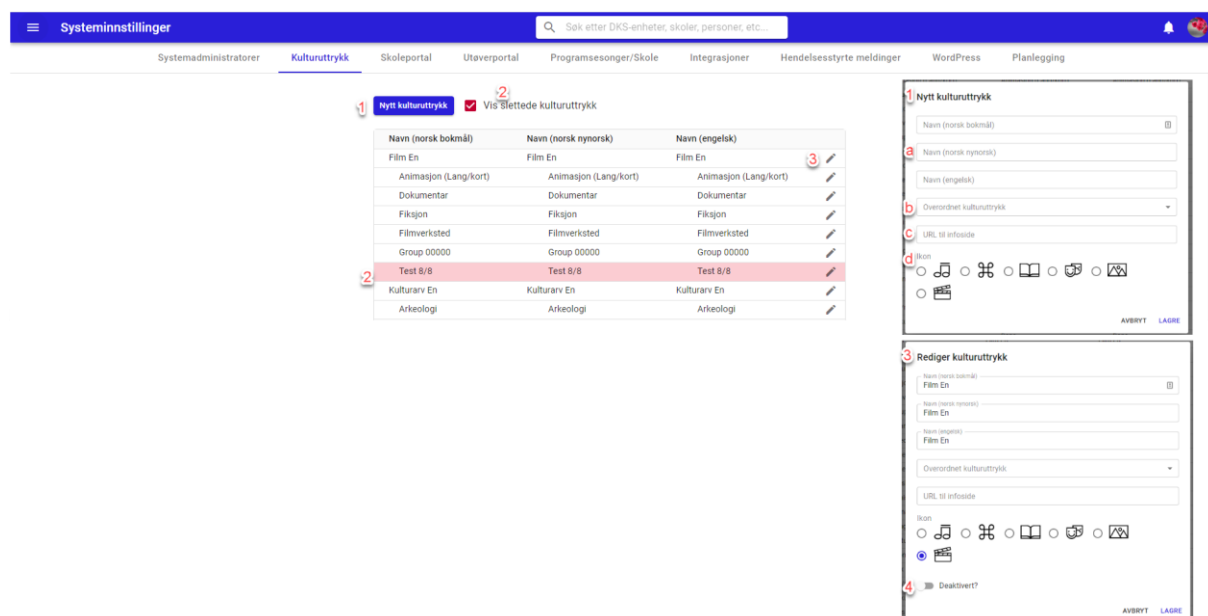 Systeminnstillinger
Søk etter DKS-enheter, skoler, personer, etc...
Systemadministratorer Kulturuttrykk Skoleportal Utøverportal Programsesonger/Skole Integrasjoner Hendelsesstyrte meldinger WordPress Planlegging
2
1 Nytt kulturuttrykk Vis slettede kulturuttrykk
Navn (norsk bokmål) Navn (norsk nynorsk) Navn (engelsk)
Film En Film En Film En 3
Animasjon (Lang/kort) Animasjon (Lang/kort) Animasjon (Lang/kort)
Dokumentar Dokumentar Dokumentar
Fiksjon Fiksjon Fiksjon
Filmverksted Filmverksted Filmverksted
Group 00000 Group 00000 Group 00000
2 Test 8/8 Test 8/8 Test 8/8
Kulturarv En Kulturarv En Kulturarv En
Arkeologi Arkeologi Arkeologi
1 Nytt kulturuttrykk
Navn (norsk bokmål)
a Navn (norsk nynorsk)
Navn (engelsk)
b Overordnet kulturuttrykk
c URL til infoside
d Ikon
AVBRYT LAGRE
3 Rediger kulturuttrykk
Navn (norsk bokmål)
Film En
Navn (norsk nynorsk)
Film En
Navn (engelsk)
Film En
Overordnet kulturuttrykk
URL til infoside
Ikon
4 Deaktivert?
AVBRYT LAGRE